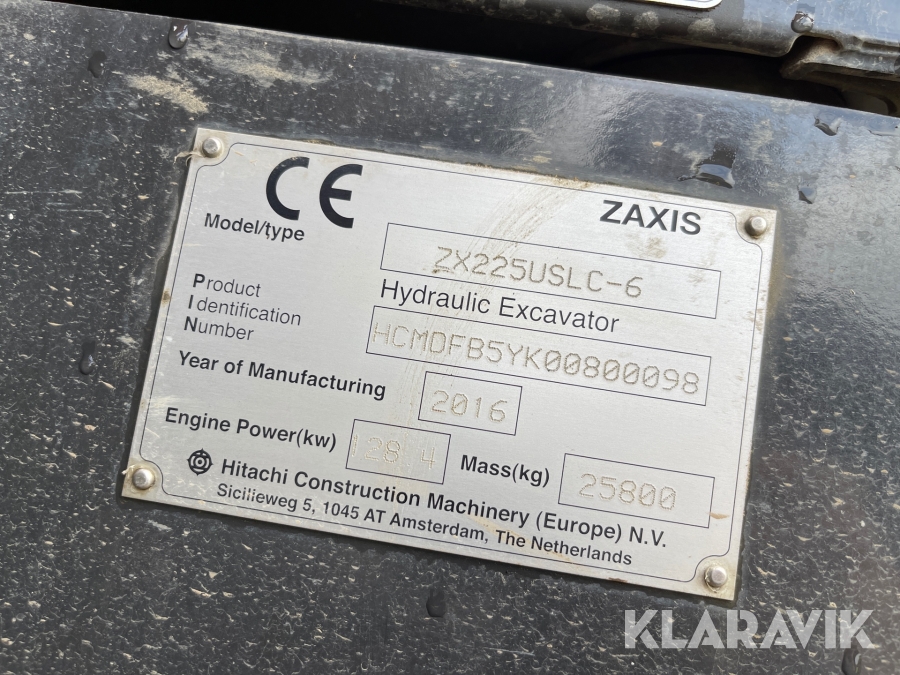 CE
ZAXIS
Model/type
ZX225USLC-6
Hydraulic Excavator
Product
Identification
Number
HCMDFB5YK00800098
Year of Manufacturing
2016
Engine Power(kw)
128.4
Mass(kg)
25800
Hitachi Construction Machinery (Europe) N.V.
Sicilieweg 5, 1045 AT Amsterdam, The Netherlands
KLARAVIK